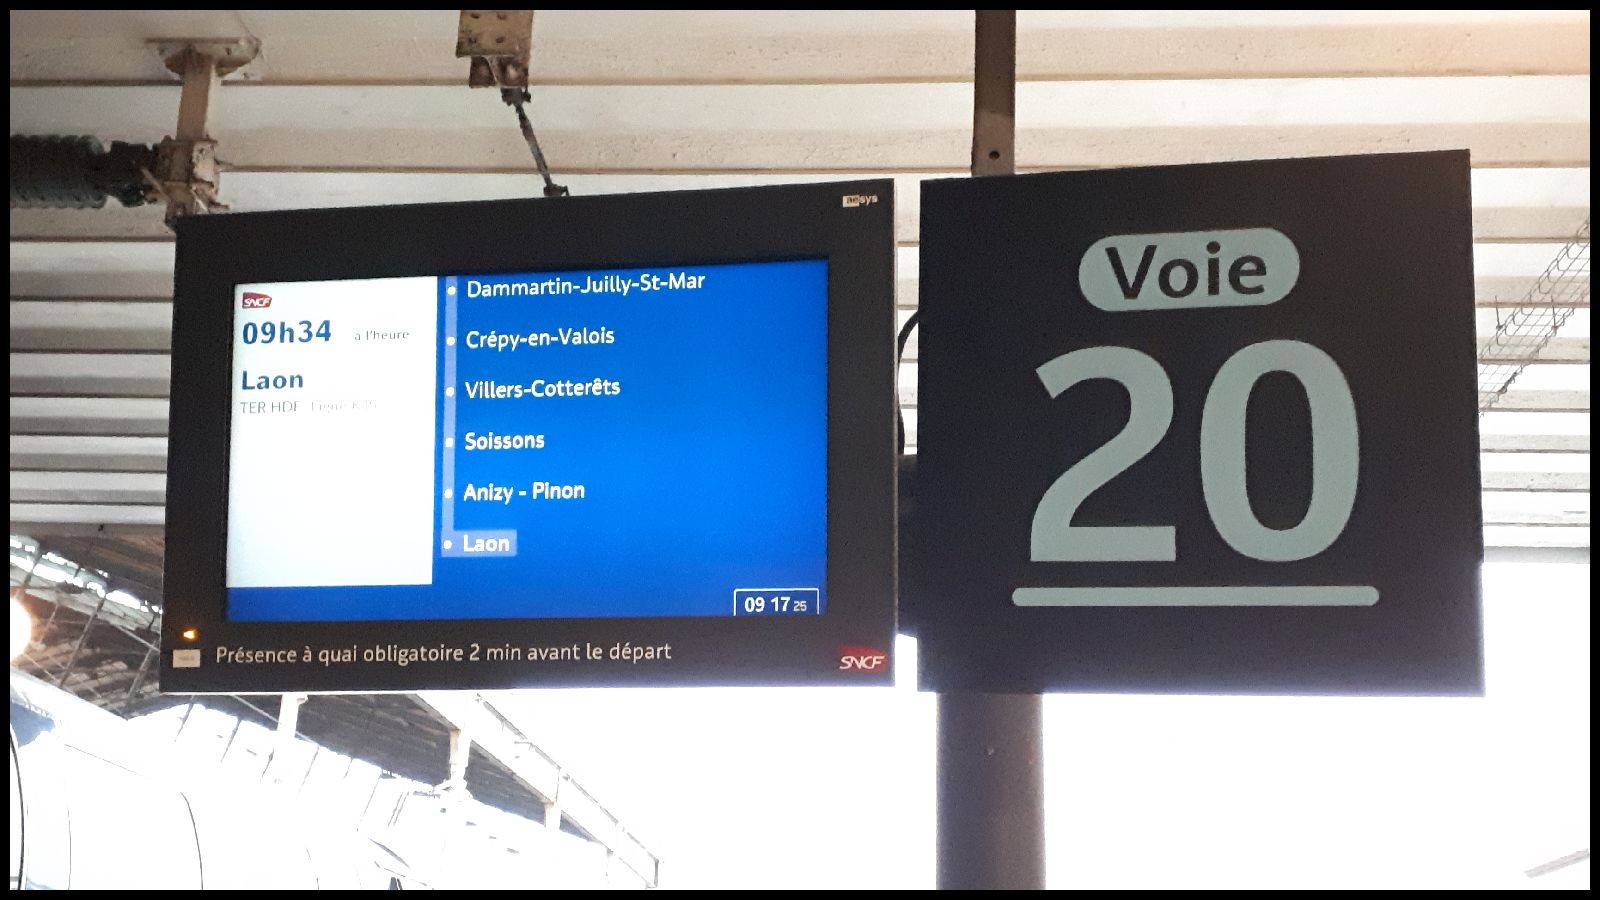 aesys
SNCF
09h34 à l'heure
Laon
TER HDF
Dammartin-Juilly-St-Mar
Crépy-en-Valois
Villers-Cotterêts
Soissons
Anizy - Pinon
Laon
09 17 25
Présence à quai obligatoire 2 min avant le départ
SNCF
Voie
20